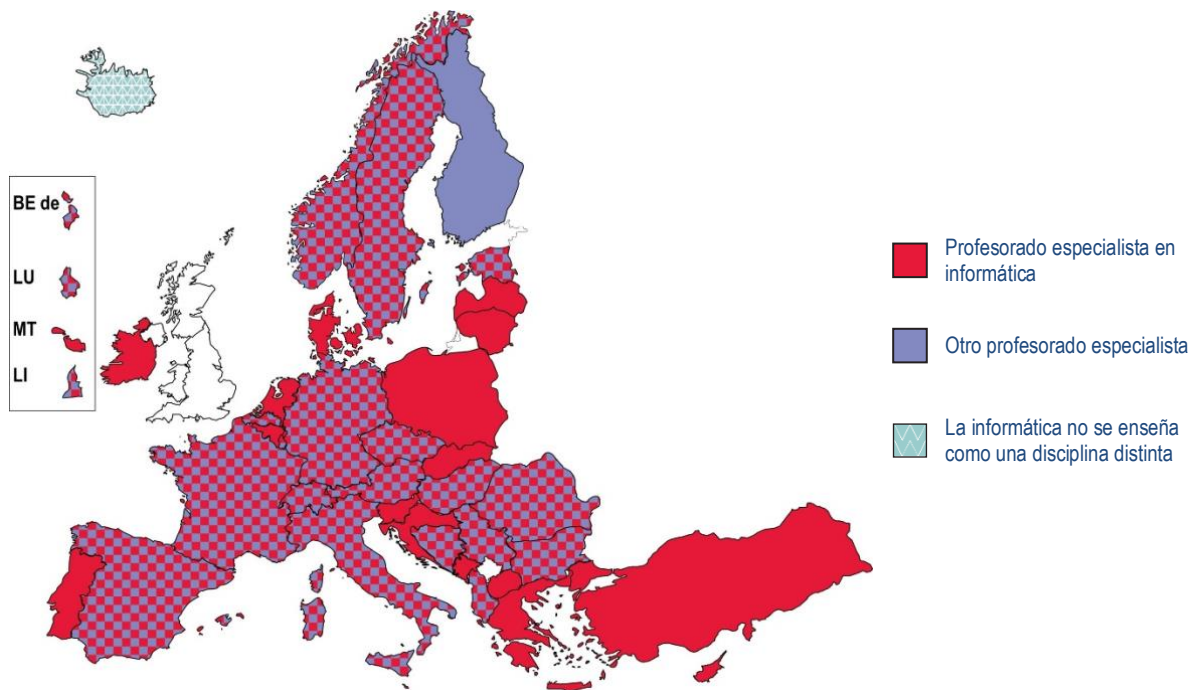 BE de
LU
MT
LI
Profesorado especialista en
informática
Otro profesorado especialista
La informática no se enseña
como una disciplina distinta